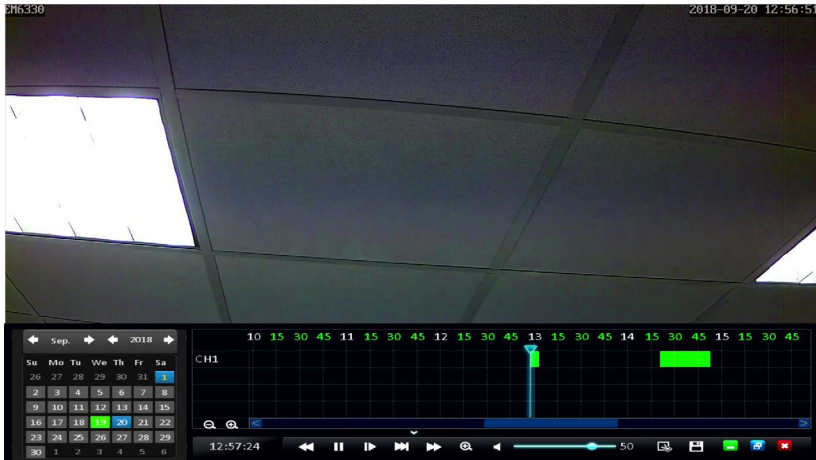 EM6330 2018-09-20 12:56:51
Sep. 2018
Su Mo Tu We Th Fr Sa
26 27 28 29 30 31 1
2 3 4 5 6 7 8
9 10 11 12 13 14 15
16 17 18 19 20 21 22
23 24 25 26 27 28 29
30 1 2 3 4 5 6
10 15 30 45 11 15 30 45 12 15 30 45 13 15 30 45 14 15 30 45 15 15 30 45
CH1
12:57:24
50